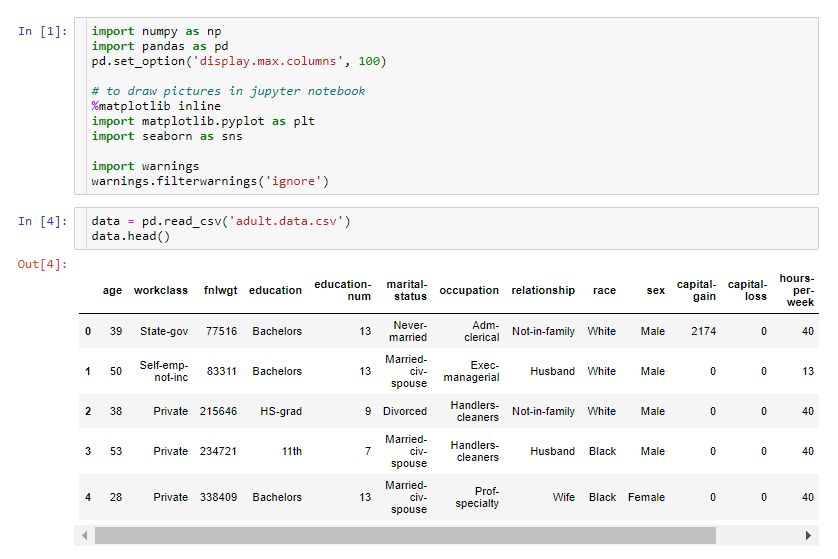 In [1]: import numpy as np
import pandas as pd
pd.set_option('display.max.columns', 100)
# to draw pictures in jupyter notebook
%matplotlib inline
import matplotlib.pyplot as plt
import seaborn as sns
import warnings
warnings.filterwarnings('ignore')
In [4]: data = pd.read_csv('adult.data.csv')
data.head()
Out[4]:
age workclass fnlwgt education education-num marital-status occupation relationship race sex capital-gain capital-loss hours-per-week
0 39 State-gov 77516 Bachelors 13 Never-married Adm-clerical Not-in-family White Male 2174 0 40
1 50 Self-emp-not-inc 83311 Bachelors 13 Married-civ-spouse Exec-managerial Husband White Male 0 0 13
2 38 Private 215646 HS-grad 9 Divorced Handlers-cleaners Not-in-family White Male 0 0 40
3 53 Private 234721 11th 7 Married-civ-spouse Handlers-cleaners Husband Black Male 0 0 40
4 28 Private 338409 Bachelors 13 Married-civ-spouse Prof-specialty Wife Black Female 0 0 40